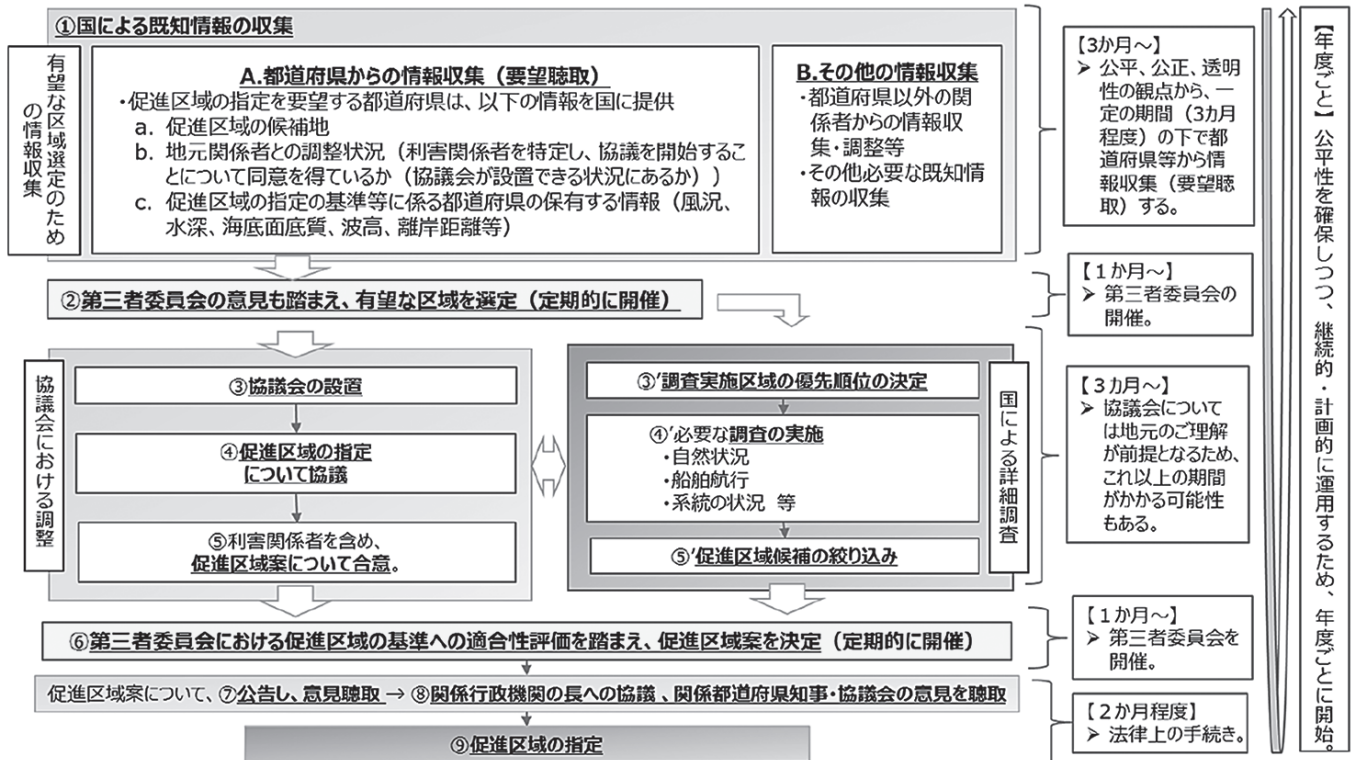 ①国による既知情報の収集
有望な区域選定のため
の情報収集
A.都道府県からの情報収集（要望聴取）
・促進区域の指定を要望する都道府県は、以下の情報を国に提供
a. 促進区域の候補地
b. 地元関係者との調整状況（利害関係者を特定し、協議を開始するこ
とについて同意を得ているか（協議会が設置できる状況にあるか））
c. 促進区域の指定の基準等に係る都道府県の保有する情報（風況、
水深、海底面底質、波高、離岸距離等）
B.その他の情報収集
・都道府県以外の関
係者からの情報収
集・調整等
・その他必要な既知情
報の収集
【3か月～】
➢ 公平、公正、透明
性の観点から、一
定の期間（3カ月
程度）の下で都
道府県等から情
報収集（要望聴
取）する。
②第三者委員会の意見も踏まえ、有望な区域を選定（定期的に開催）
【１か月～】
➢ 第三者委員会の
開催。
協議会における調整
③協議会の設置
④促進区域の指定
について協議
⑤利害関係者を含め、
促進区域案について合意。
③’調査実施区域の優先順位の決定
④’必要な調査の実施
・自然状況
・船舶航行
・系統の状況 等
⑤’促進区域候補の絞り込み
国による詳細調査
【３カ月～】
➢ 協議会について
は地元のご理解
が前提となるため、
これ以上の期間
がかかる可能性
もある。
⑥第三者委員会における促進区域の基準への適合性評価を踏まえ、促進区域案を決定（定期的に開催）
【１か月～】
➢ 第三者委員会を
開催。
促進区域案について、⑦公告し、意見聴取 → ⑧関係行政機関の長への協議 、関係都道府県知事・協議会の意見を聴取
【２か月程度】
➢ 法律上の手続き。
⑨促進区域の指定
【年度ごと】公平性を確保しつつ、継続的・計画的に運用するため、年度ごとに開始。